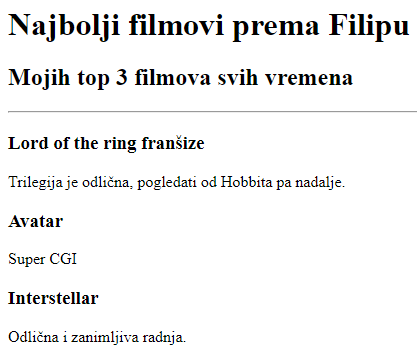 Najbolji filmovi prema Filipu
Mojih top 3 filmova svih vremena
Lord of the ring franšize
Trilegija je odlična, pogledati od Hobbita pa nadalje.
Avatar
Super CGI
Interstellar
Odlična i zanimljiva radnja.